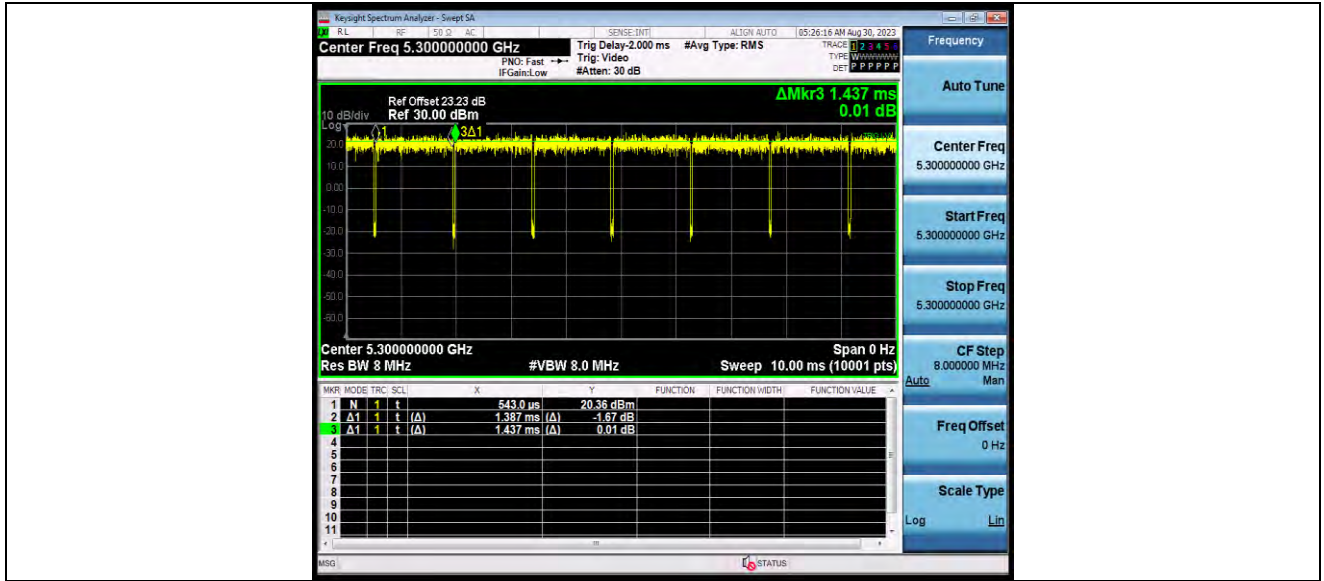 Keysight Spectrum Analyzer - Swept SA
RL RF 50 Ω AC SENSE:INT ALIGN AUTO 05:26:16 AM Aug 30, 2023
Center Freq 5.300000000 GHz
Trig Delay-2.000 ms #Avg Type: RMS
TRACE 1 2 3 4 5 6
PNO: Fast Trig: Video
TYPE WWWWWW
IFGain:Low #Atten: 30 dB
DET P P P P P P
Frequency
Auto Tune
ΔMkr3 1.437 ms
0.01 dB
Ref Offset 23.23 dB
10 dB/div Ref 30.00 dBm
Log
1
3Δ1
20.0
10.0
0.00
-10.0
-20.0
-30.0
-40.0
-50.0
-60.0
Center 5.300000000 GHz Span 0 Hz
Res BW 8 MHz #VBW 8.0 MHz Sweep 10.00 ms (10001 pts)
MKR MODE TRC SCL X Y FUNCTION FUNCTION WIDTH FUNCTION VALUE
1 N 1 t 543.0 µs 20.36 dBm
2 Δ1 1 t (Δ) 1.387 ms (Δ) -1.67 dB
3 Δ1 1 t (Δ) 1.437 ms (Δ) 0.01 dB
4
5
6
7
8
9
10
11
Center Freq
5.300000000 GHz
Start Freq
5.300000000 GHz
Stop Freq
5.300000000 GHz
CF Step
8.000000 MHz
Auto Man
Freq Offset
0 Hz
Scale Type
Log Lin
MSG STATUS